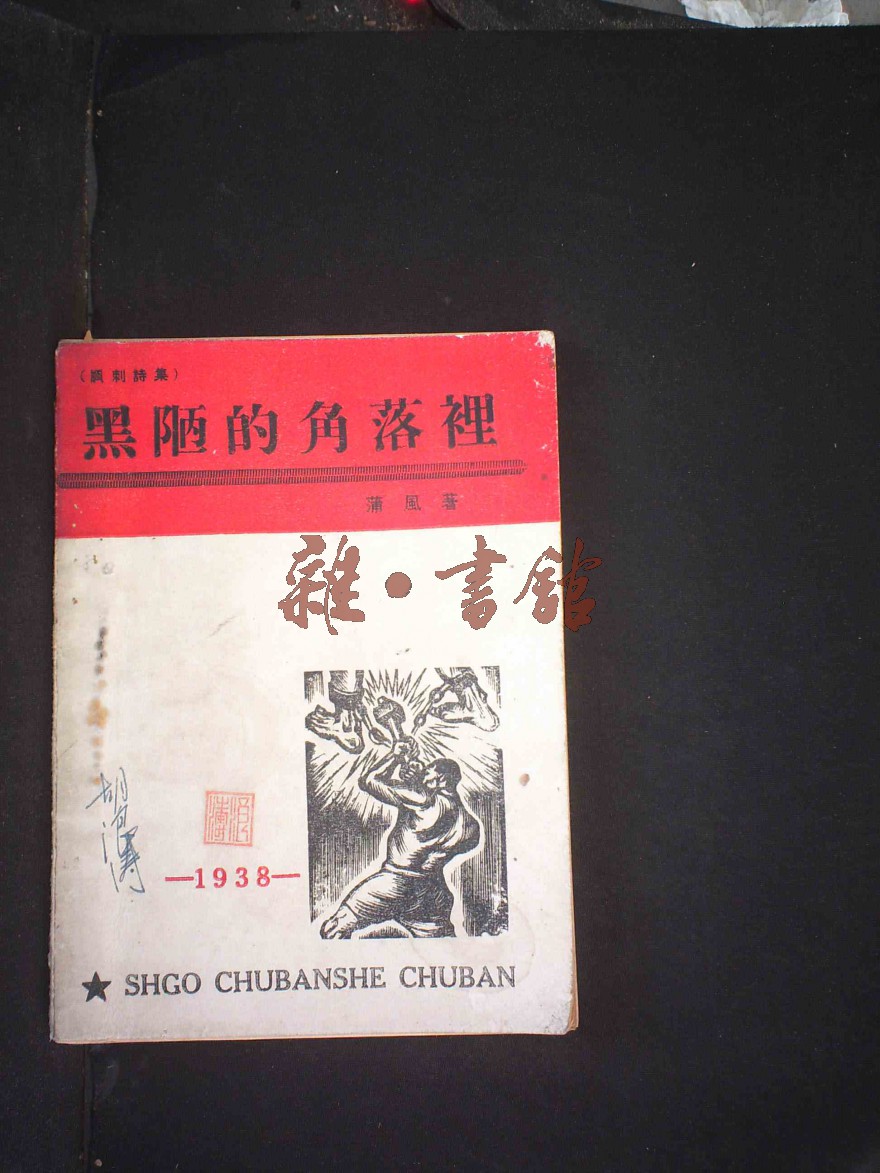 （諷刺詩集）
黑陋的角落裡
蒲風著
雜·書館
胡
—1938—
★ SHGO CHUBANSHE CHUBAN